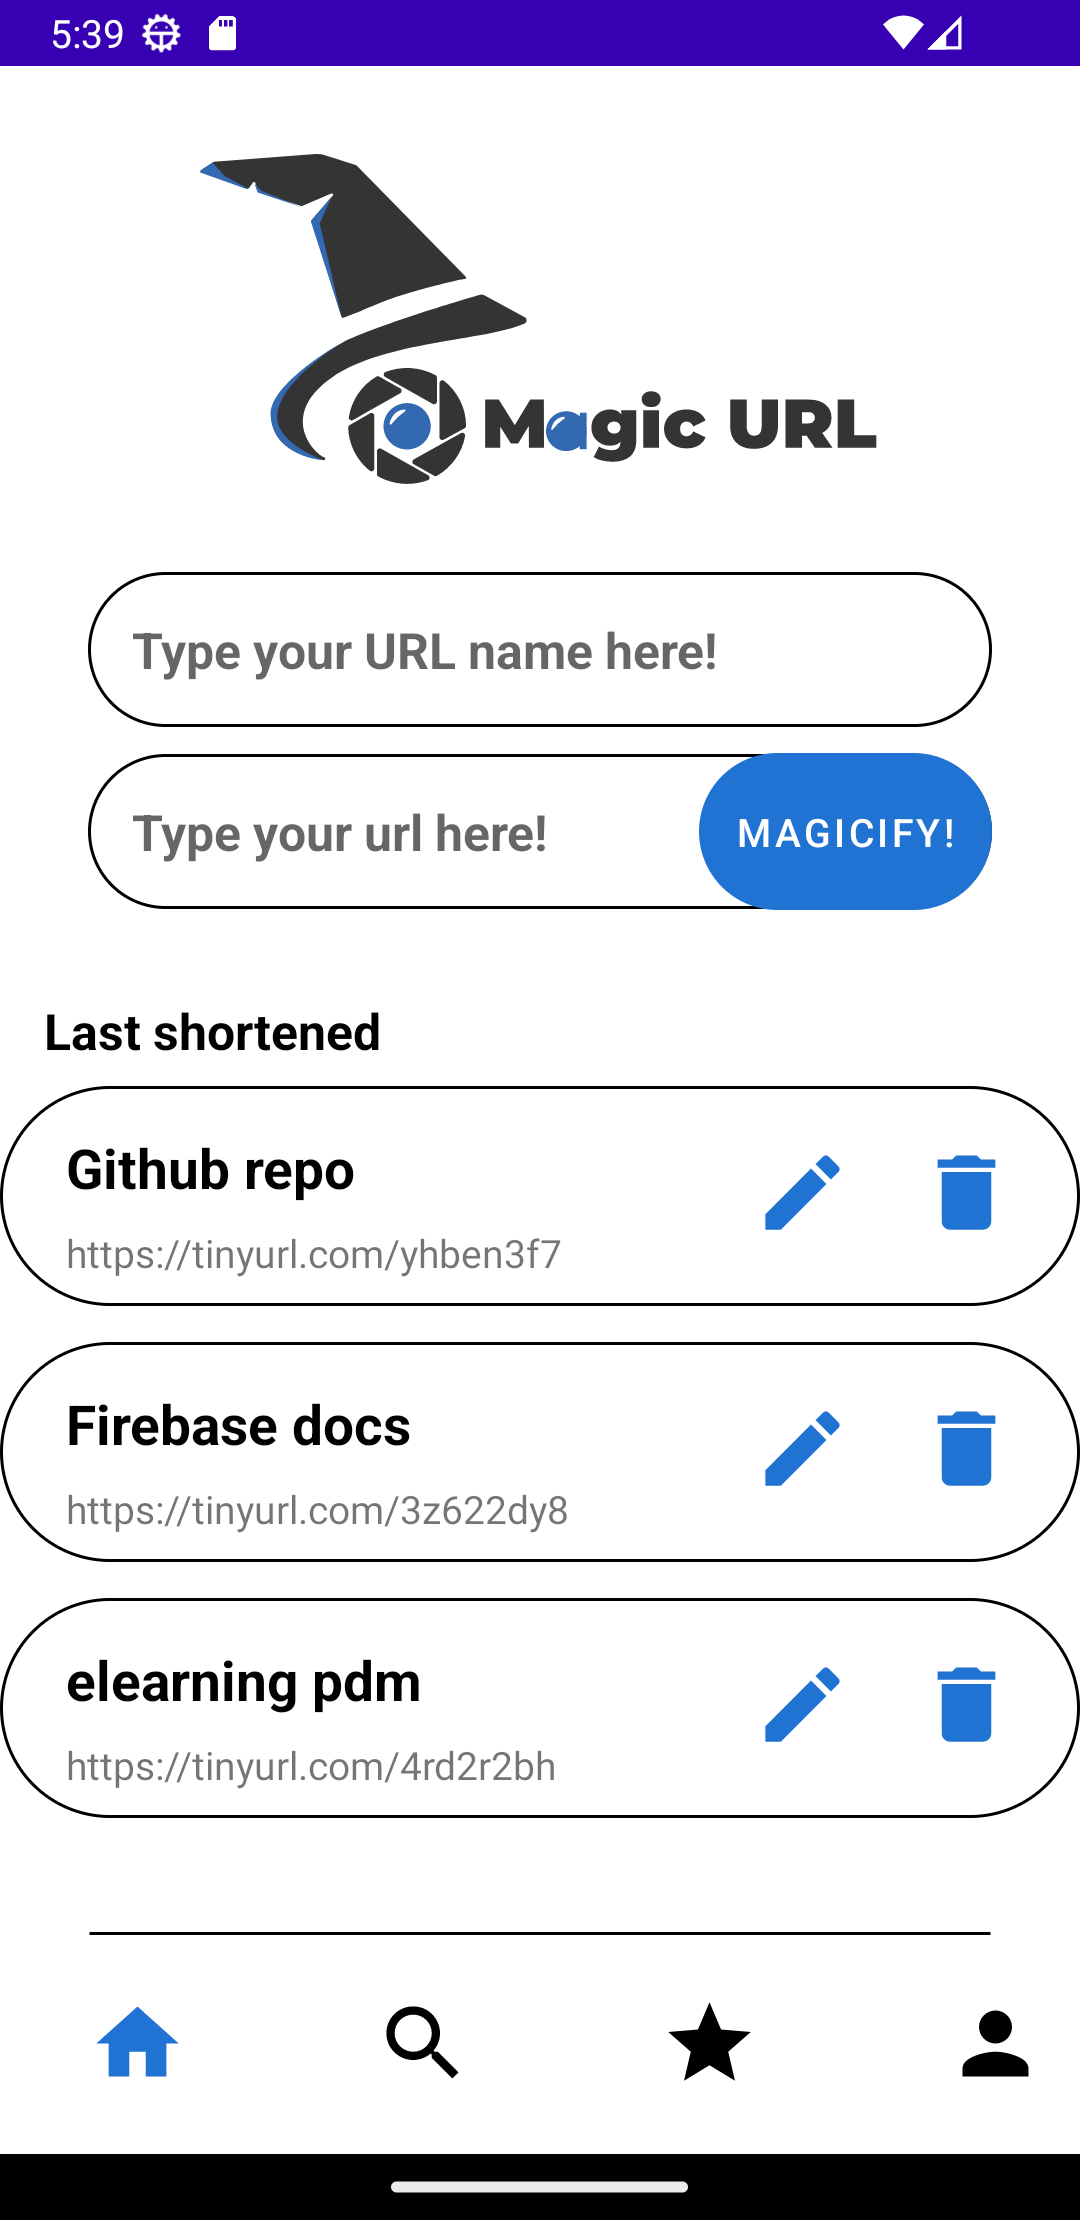 5:39
Magic URL
Type your URL name here!
Type your url here!
MAGICIFY!
Last shortened
Github repo
https://tinyurl.com/yhben3f7
Firebase docs
https://tinyurl.com/3z622dy8
elearning pdm
https://tinyurl.com/4rd2r2bh